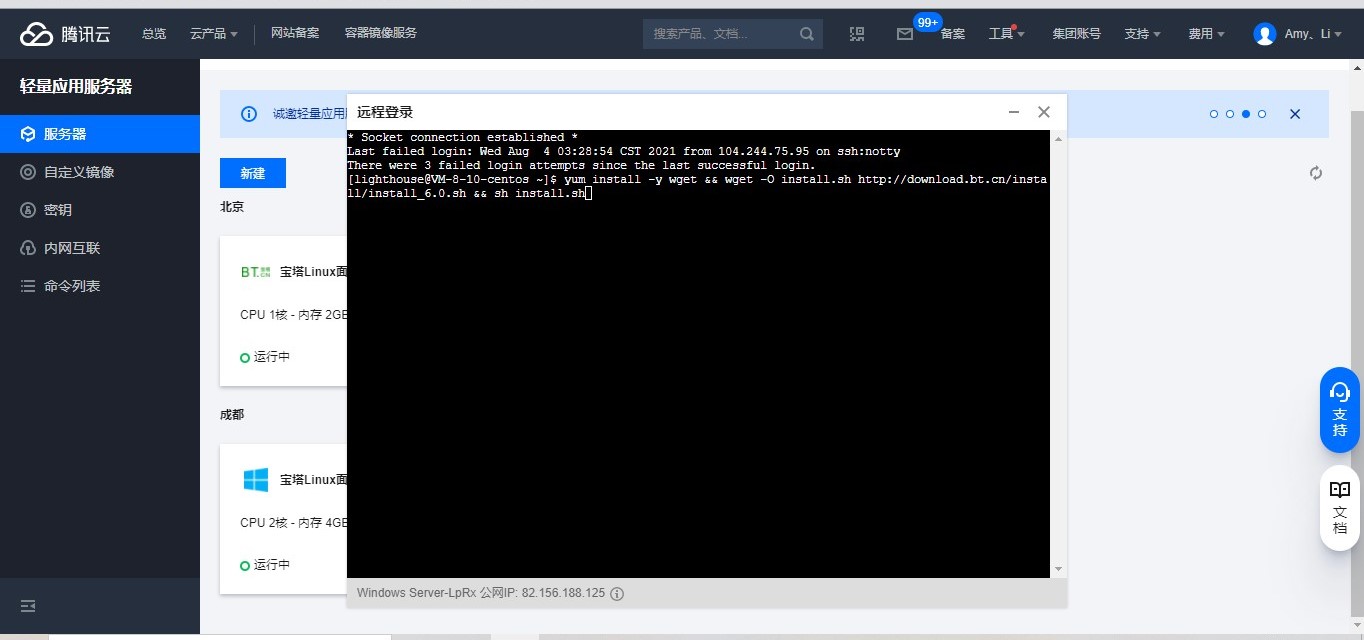 腾讯云 总览 云产品 网站备案 容器镜像服务 搜索产品、文档... 99+ 备案 工具 集团账号 支持 费用 Amy、Li
轻量应用服务器
服务器
自定义镜像
密钥
内网互联
命令列表
诚邀轻量应用
新建
北京
BT.CN 宝塔Linux面
CPU 1核 - 内存 2GB
运行中
成都
宝塔Linux面
CPU 2核 - 内存 4GB
运行中
远程登录
* Socket connection established *
Last failed login: Wed Aug  4 03:28:54 CST 2021 from 104.244.75.95 on ssh:notty
There were 3 failed login attempts since the last successful login.
[lighthouse@VM-8-10-centos ~]$ yum install -y wget && wget -O install.sh http://download.bt.cn/insta
ll/install_6.0.sh && sh install.sh
Windows Server-LpRx 公网IP: 82.156.188.125
支持
文档